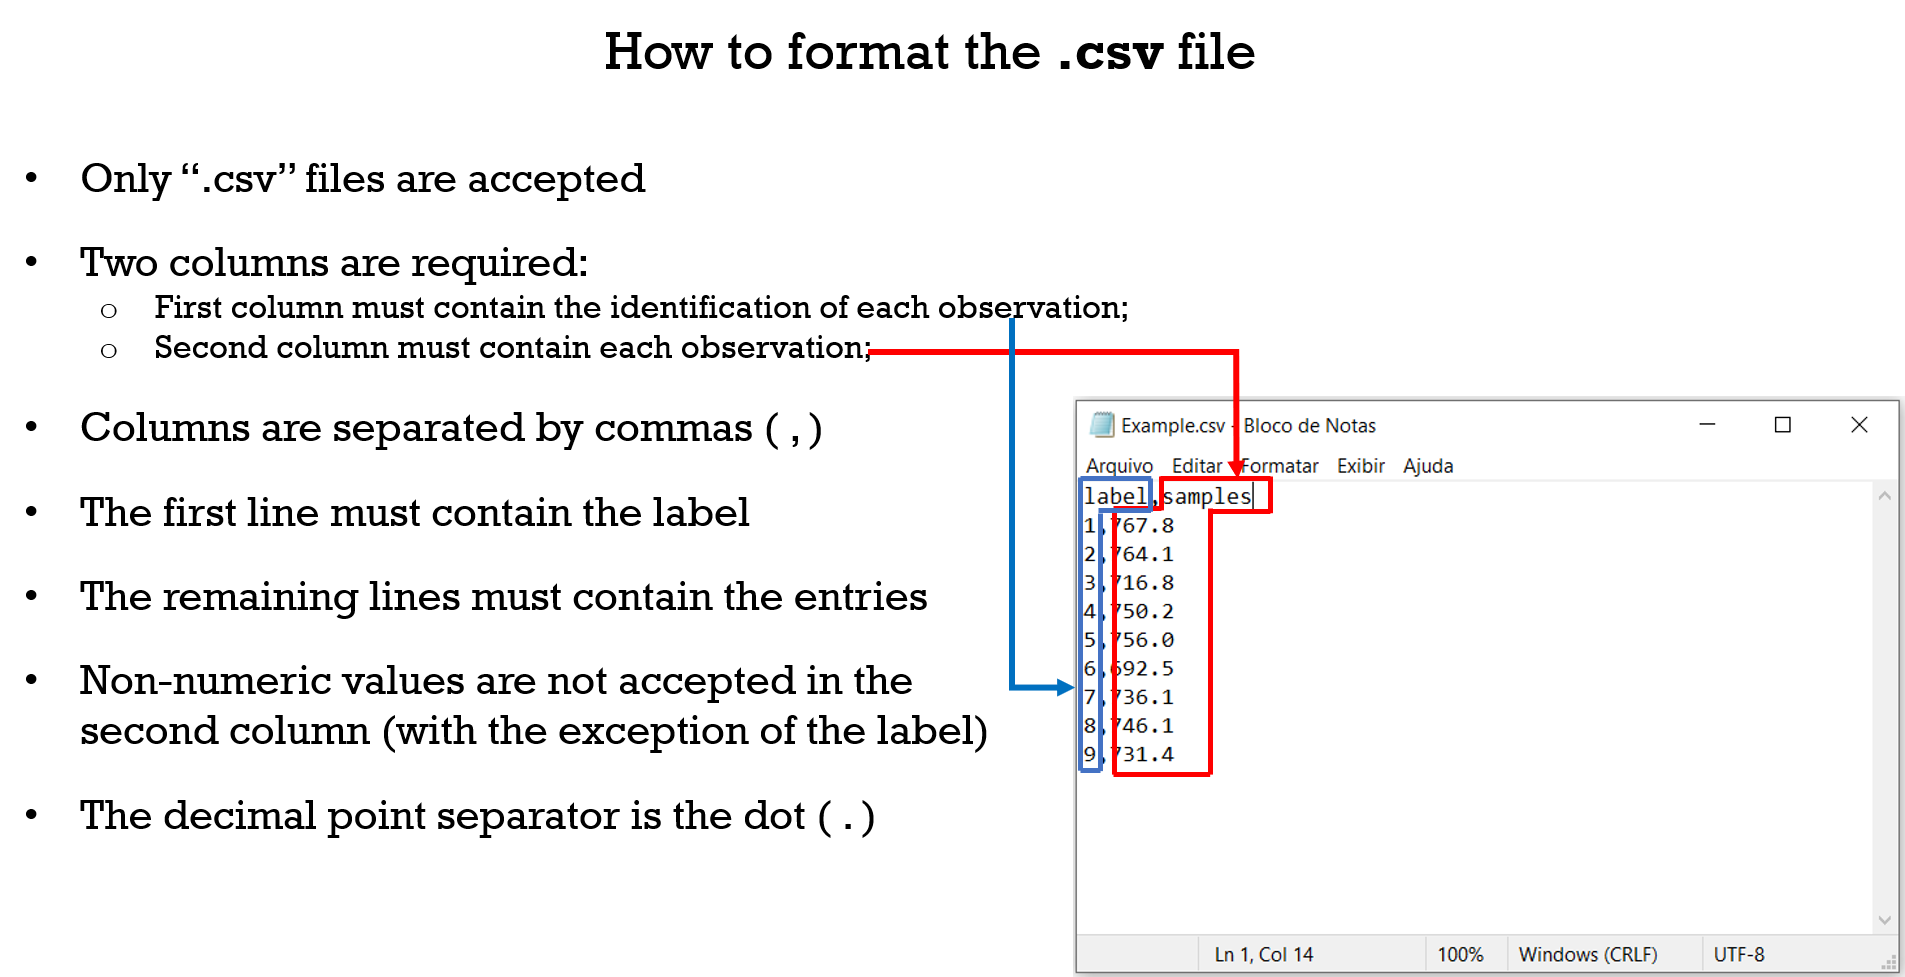 How to format the .csv file
• Only “.csv” files are accepted
• Two columns are required:
o First column must contain the identification of each observation;
o Second column must contain each observation;
• Columns are separated by commas ( , )
• The first line must contain the label
• The remaining lines must contain the entries
• Non-numeric values are not accepted in the
second column (with the exception of the label)
• The decimal point separator is the dot ( . )
Example.csv - Bloco de Notas
Arquivo Editar Formatar Exibir Ajuda
label,samples
1,767.8
2,764.1
3,716.8
4,750.2
5,756.0
6,692.5
7,736.1
8,746.1
9,731.4
Ln 1, Col 14 100% Windows (CRLF) UTF-8